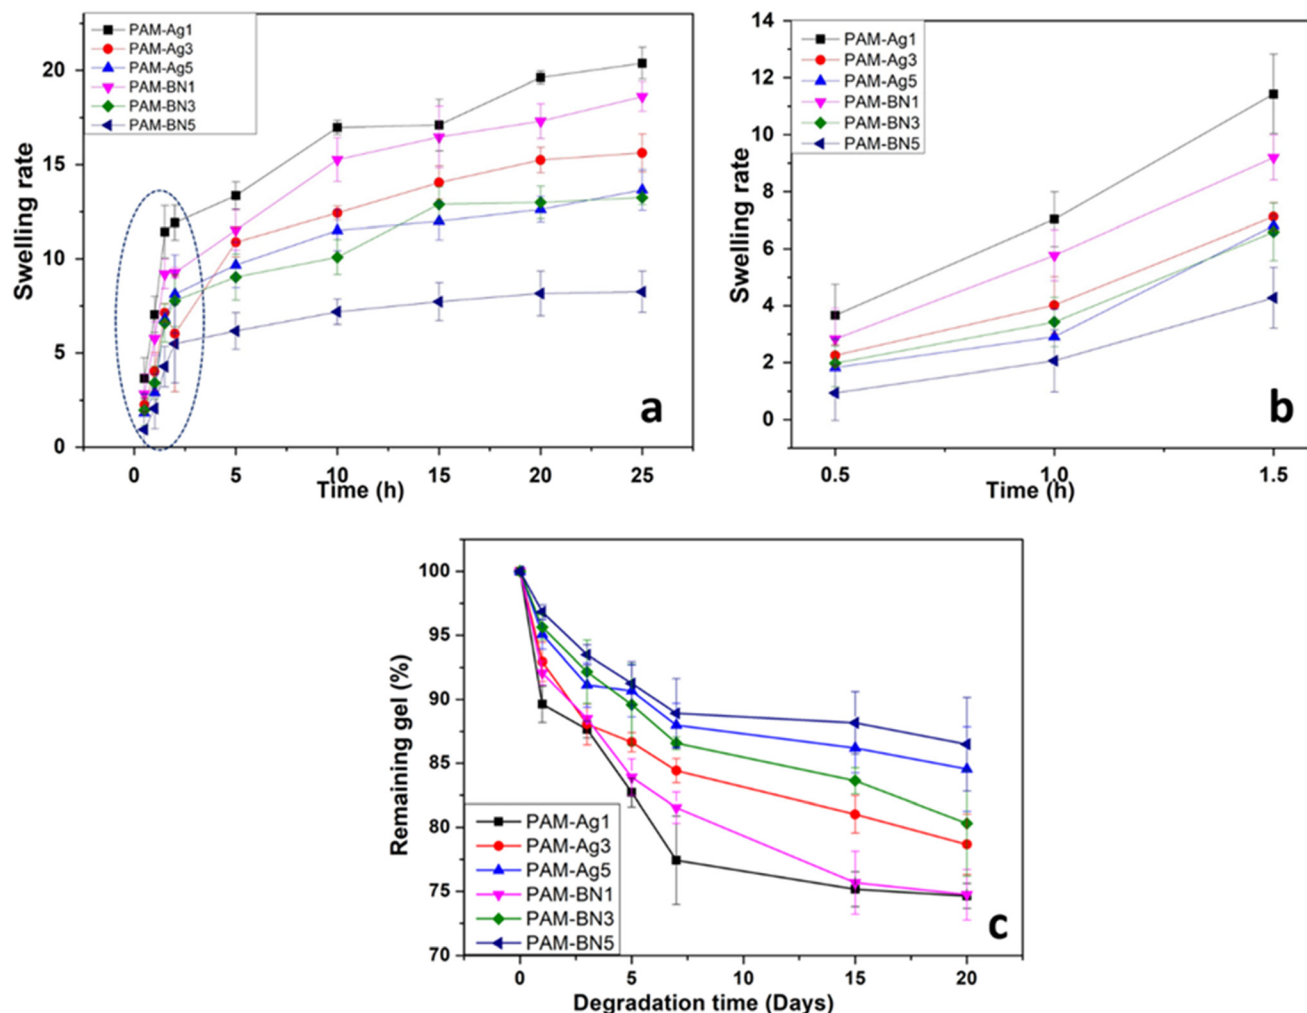 PAM-Ag1
PAM-Ag3
PAM-Ag5
PAM-BN1
PAM-BN3
PAM-BN5
20
15
10
5
0
Swelling rate
0 5 10 15 20 25
Time (h)
a
PAM-Ag1
PAM-Ag3
PAM-Ag5
PAM-BN1
PAM-BN3
PAM-BN5
14
12
10
8
6
4
2
0
Swelling rate
0.5 1.0 1.5
Time (h)
b
100
95
90
85
80
75
70
Remaining gel (%)
PAM-Ag1
PAM-Ag3
PAM-Ag5
PAM-BN1
PAM-BN3
PAM-BN5
0 5 10 15 20
Degradation time (Days)
c